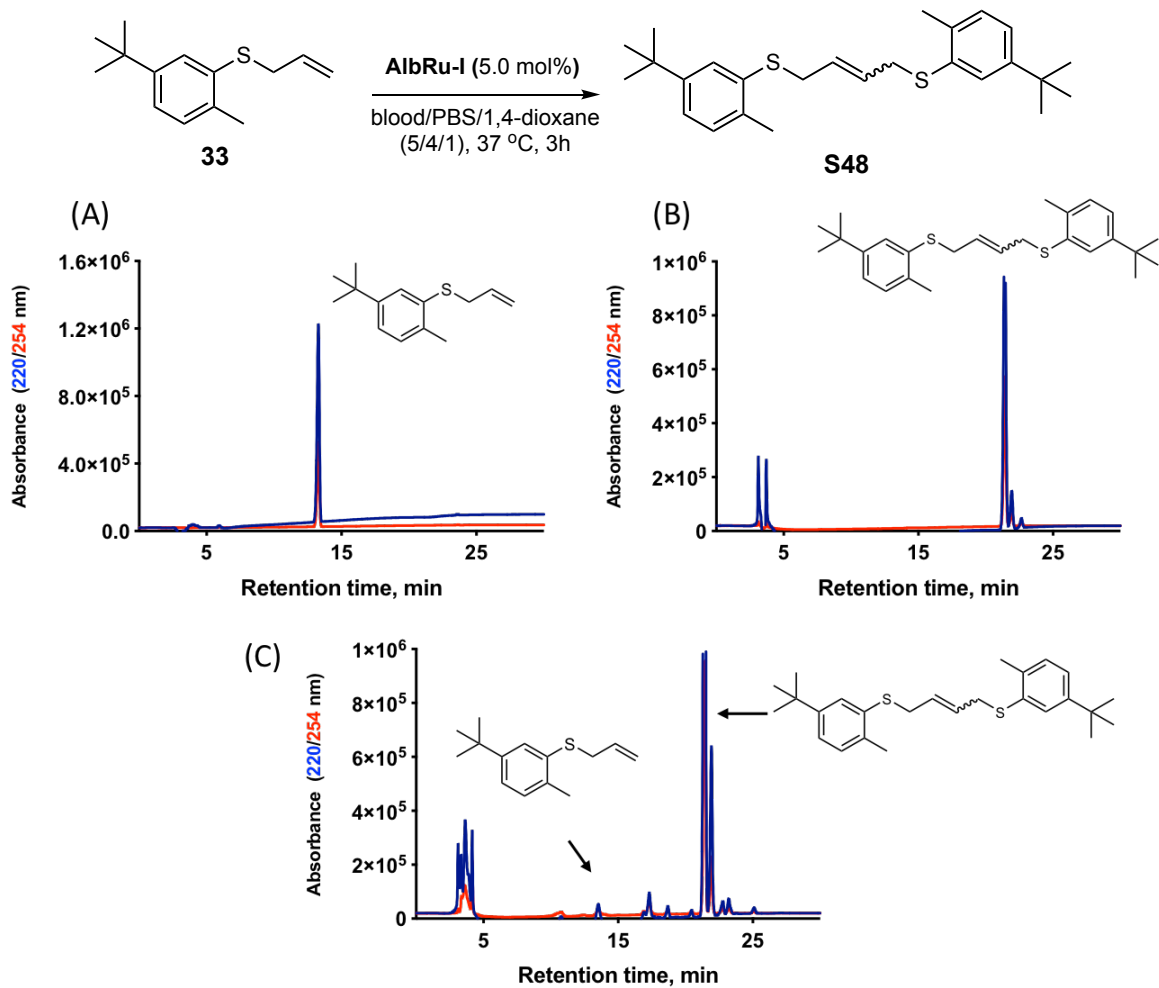 S
AlbRu-I (5.0 mol%)
blood/PBS/1,4-dioxane
(5/4/1), 37 °C, 3h
33
S
S
S48
(A)
Absorbance (220/254 nm)
1.6×10⁶
1.2×10⁶
8.0×10⁵
4.0×10⁵
0.0
5
15
25
Retention time, min
S
(B)
Absorbance (220/254 nm)
1×10⁶
8×10⁵
6×10⁵
4×10⁵
2×10⁵
0
5
15
25
Retention time, min
S
S
(C)
Absorbance (220/254 nm)
1×10⁶
8×10⁵
6×10⁵
4×10⁵
2×10⁵
0
5
15
25
Retention time, min
S
S
S